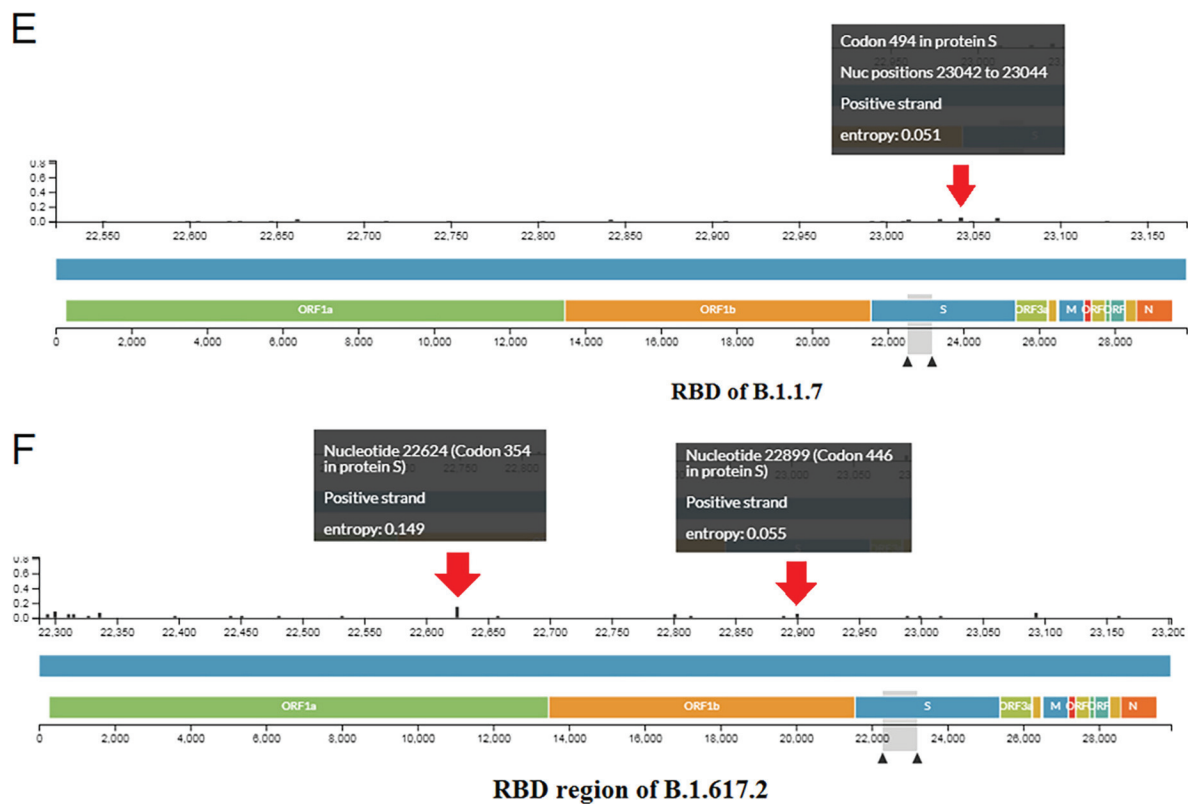 E
Codon 494 in protein S
Nuc positions 23042 to 23044
Positive strand
entropy: 0.051
0.8
0.6
0.4
0.2
0.0
22,550 22,600 22,650 22,700 22,750 22,800 22,850 22,900 22,950 23,000 23,050 23,100 23,150
ORF1a ORF1b S ORF3a M ORF ORF N
0 2,000 4,000 6,000 8,000 10,000 12,000 14,000 16,000 18,000 20,000 22,000 24,000 26,000 28,000
RBD of B.1.1.7
F
Nucleotide 22624 (Codon 354
in protein S)
Positive strand
entropy: 0.149
Nucleotide 22899 (Codon 446
in protein S)
Positive strand
entropy: 0.055
0.8
0.6
0.4
0.2
0.0
22,300 22,350 22,400 22,450 22,500 22,550 22,600 22,650 22,700 22,750 22,800 22,850 22,900 22,950 23,000 23,050 23,100 23,150 23,200
ORF1a ORF1b S ORF3a M ORF ORF N
0 2,000 4,000 6,000 8,000 10,000 12,000 14,000 16,000 18,000 20,000 22,000 24,000 26,000 28,000
RBD region of B.1.617.2